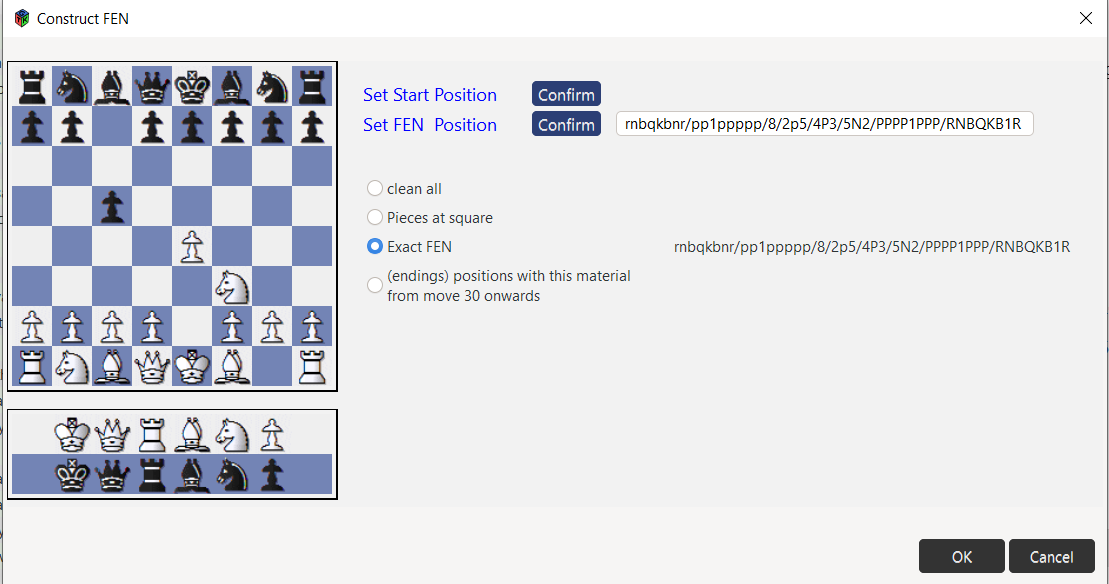 Construct FEN
Set Start Position
Confirm
Set FEN Position
Confirm
rnbqkbnr/pp1ppppp/8/2p5/4P3/5N2/PPPP1PPP/RNBQKB1R
clean all
Pieces at square
Exact FEN
rnbqkbnr/pp1ppppp/8/2p5/4P3/5N2/PPPP1PPP/RNBQKB1R
(endings) positions with this material
from move 30 onwards
OK
Cancel